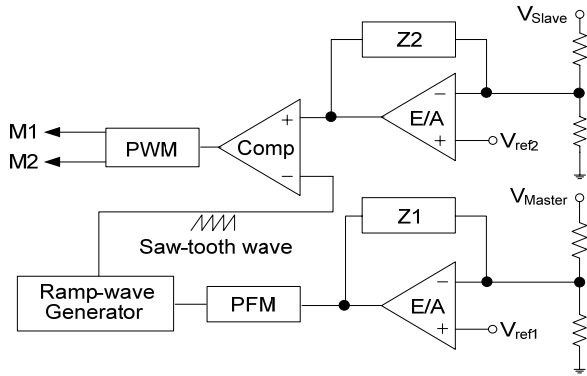 V_Slave
Z2
−
E/A
+
V_ref2
+
Comp
−
M1
M2
PWM
Saw-tooth wave
V_Master
Z1
Ramp-wave
Generator
PFM
−
E/A
+
V_ref1